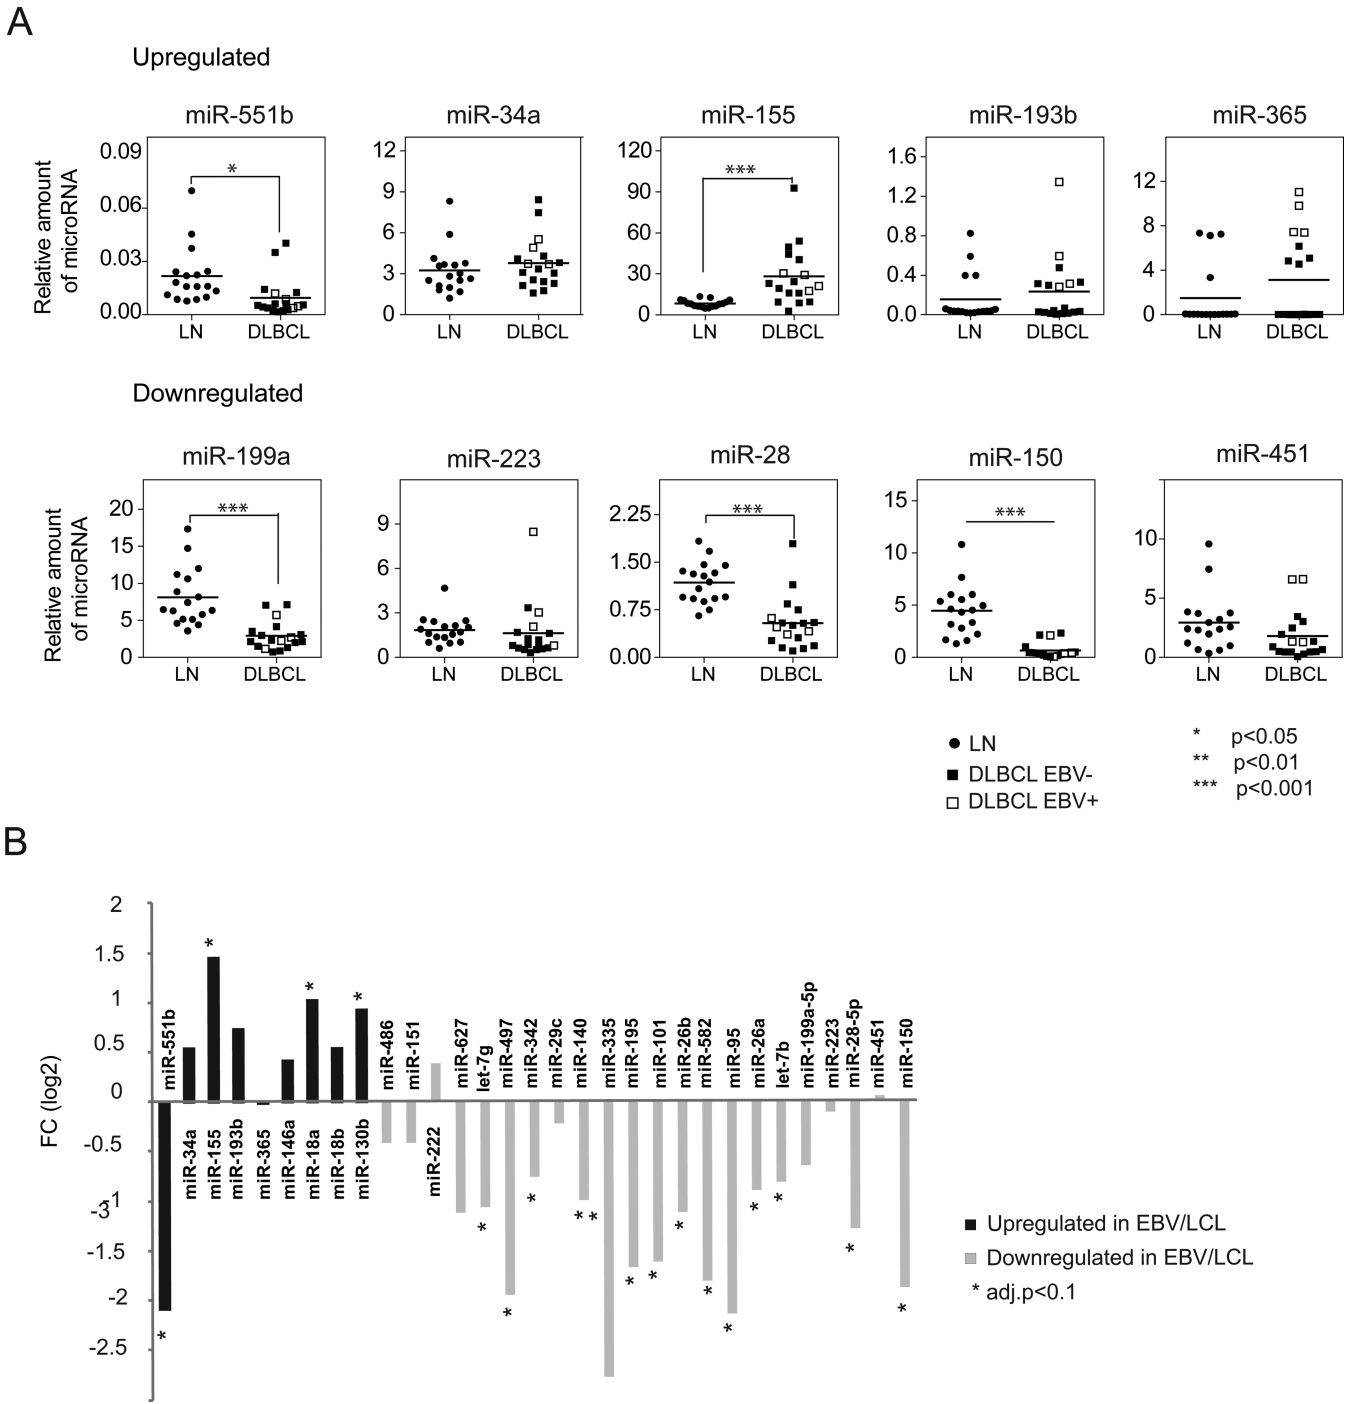 A
Upregulated
miR-551b miR-34a miR-155 miR-193b miR-365
Relative amount
of microRNA
0.09
0.06
0.03
0.00
*
LN DLBCL
12
9
6
3
0
LN DLBCL
120
90
60
30
0
***
LN DLBCL
1.6
1.2
0.8
0.4
0.0
LN DLBCL
12
8
4
0
LN DLBCL
Downregulated
miR-199a miR-223 miR-28 miR-150 miR-451
Relative amount
of microRNA
20
15
10
5
0
***
LN DLBCL
9
6
3
0
LN DLBCL
2.25
1.50
0.75
0.00
***
LN DLBCL
15
10
5
0
***
LN DLBCL
10
5
0
LN DLBCL
LN
DLBCL EBV-
DLBCL EBV+
* p<0.05
** p<0.01
*** p<0.001
B
FC (log2)
2
1.5
1
0.5
0
-0.5
-1
-3
-1.5
-2
-2.5
miR-551b
miR-34a
miR-155
miR-193b
miR-365
miR-146a
miR-18a
miR-18b
miR-130b
miR-486
miR-151
miR-222
miR-627
let-7g
miR-497
miR-342
miR-29c
miR-140
miR-335
miR-195
miR-101
miR-26b
miR-582
miR-95
miR-26a
let-7b
miR-199a-5p
miR-223
miR-28-5p
miR-451
miR-150
* * * *
* * * * * * * * * * * * * *
Upregulated in EBV/LCL
Downregulated in EBV/LCL
* adj.p<0.1